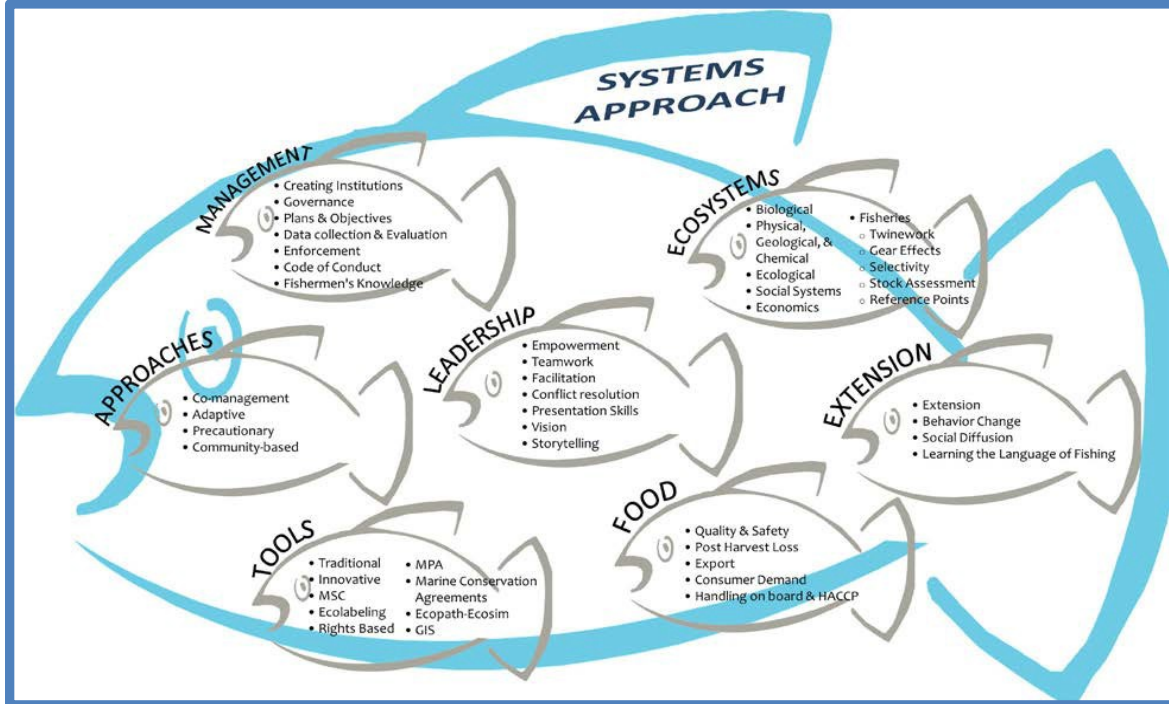 SYSTEMS
APPROACH
MANAGEMENT
• Creating Institutions
• Governance
• Plans & Objectives
• Data collection & Evaluation
• Enforcement
• Code of Conduct
• Fishermen's Knowledge
ECOSYSTEMS
• Biological
• Physical,
Geological, &
Chemical
• Ecological
• Social Systems
• Economics
• Fisheries
o Twinework
o Gear Effects
o Selectivity
o Stock Assessment
o Reference Points
APPROACHES
• Co-management
• Adaptive
• Precautionary
• Community-based
LEADERSHIP
• Empowerment
• Teamwork
• Facilitation
• Conflict resolution
• Presentation Skills
• Vision
• Storytelling
EXTENSION
• Extension
• Behavior Change
• Social Diffusion
• Learning the Language of Fishing
TOOLS
• Traditional
• Innovative
• MSC
• Ecolabeling
• Rights Based
• MPA
• Marine Conservation
Agreements
• Ecopath-Ecosim
• GIS
FOOD
• Quality & Safety
• Post Harvest Loss
• Export
• Consumer Demand
• Handling on board & HACCP